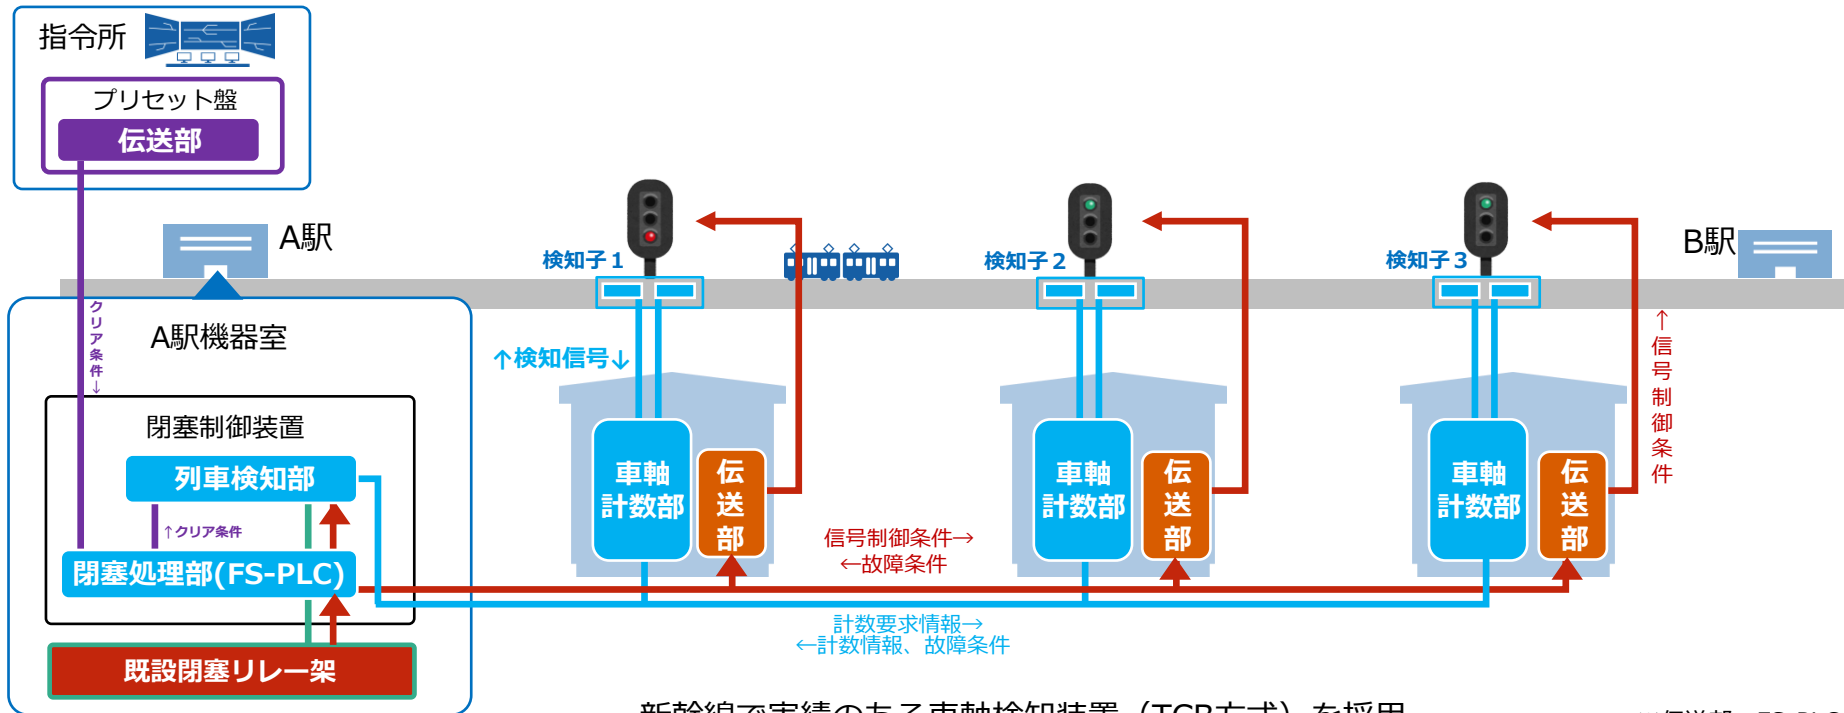 指令所
プリセット盤
伝送部
A駅
検知子１
検知子２
検知子３
B駅
クリア条件↓
A駅機器室
↑検知信号↓
↑信号制御条件
閉塞制御装置
列車検知部
↑クリア条件
閉塞処理部(FS-PLC)
既設閉塞リレー架
車軸
計数部
伝送部
車軸
計数部
伝送部
車軸
計数部
伝送部
信号制御条件→
←故障条件
計数要求情報→
←計数情報、故障条件